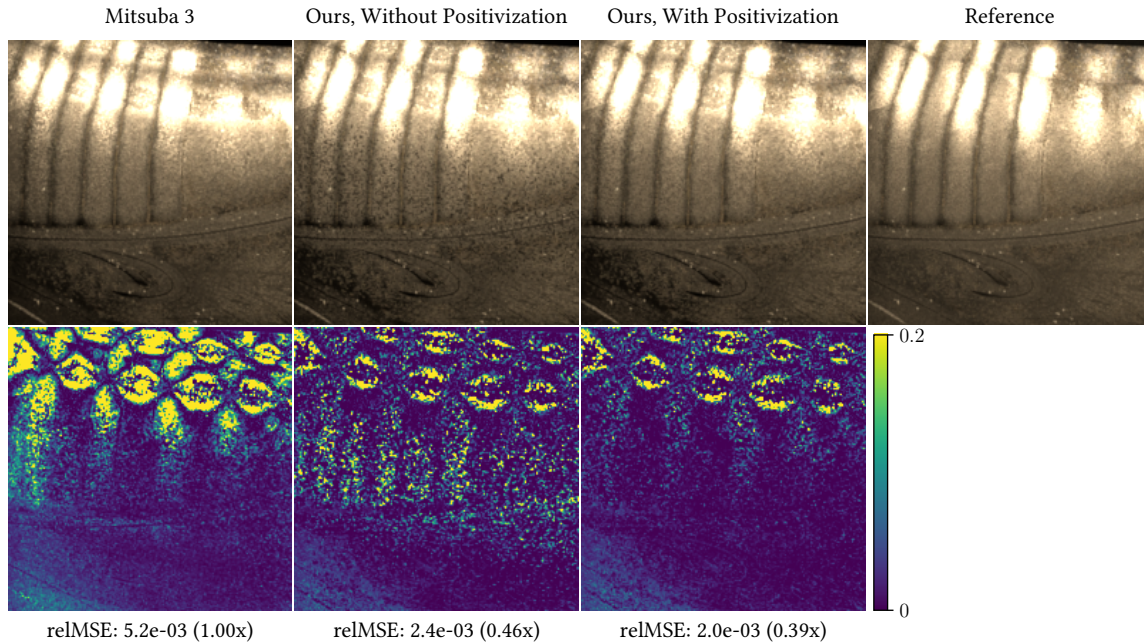 Mitsuba 3
Ours, Without Positivization
Ours, With Positivization
Reference
0.2
0
relMSE: 5.2e-03 (1.00x)
relMSE: 2.4e-03 (0.46x)
relMSE: 2.0e-03 (0.39x)